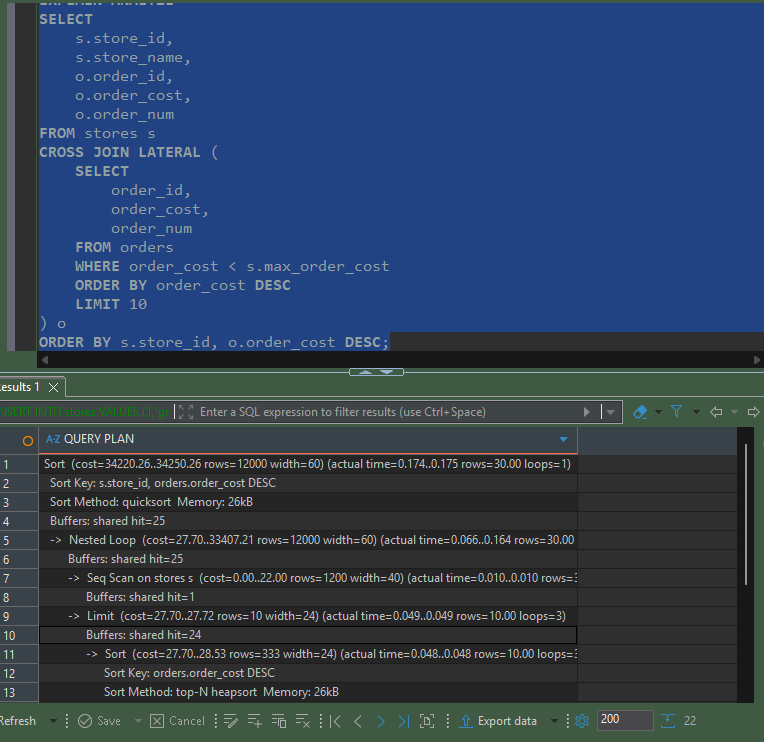 EXPLAIN ANALYZE
SELECT
s.store_id,
s.store_name,
o.order_id,
o.order_cost,
o.order_num
FROM stores s
CROSS JOIN LATERAL (
SELECT
order_id,
order_cost,
order_num
FROM orders
WHERE order_cost < s.max_order_cost
ORDER BY order_cost DESC
LIMIT 10
) o
ORDER BY s.store_id, o.order_cost DESC;
esults 1
NSERT INTO stores VALUES (1,'gr Enter a SQL expression to filter results (use Ctrl+Space)
A-Z QUERY PLAN
1 Sort (cost=34220.26..34250.26 rows=12000 width=60) (actual time=0.174..0.175 rows=30.00 loops=1)
2 Sort Key: s.store_id, orders.order_cost DESC
3 Sort Method: quicksort Memory: 26kB
4 Buffers: shared hit=25
5 -> Nested Loop (cost=27.70..33407.21 rows=12000 width=60) (actual time=0.066..0.164 rows=30.00
6 Buffers: shared hit=25
7 -> Seq Scan on stores s (cost=0.00..22.00 rows=1200 width=40) (actual time=0.010..0.010 rows=3
8 Buffers: shared hit=1
9 -> Limit (cost=27.70..27.72 rows=10 width=24) (actual time=0.049..0.049 rows=10.00 loops=3)
10 Buffers: shared hit=24
11 -> Sort (cost=27.70..28.53 rows=333 width=24) (actual time=0.048..0.048 rows=10.00 loops=3
12 Sort Key: orders.order_cost DESC
13 Sort Method: top-N heapsort Memory: 26kB
Refresh Save Cancel Export data 200 22